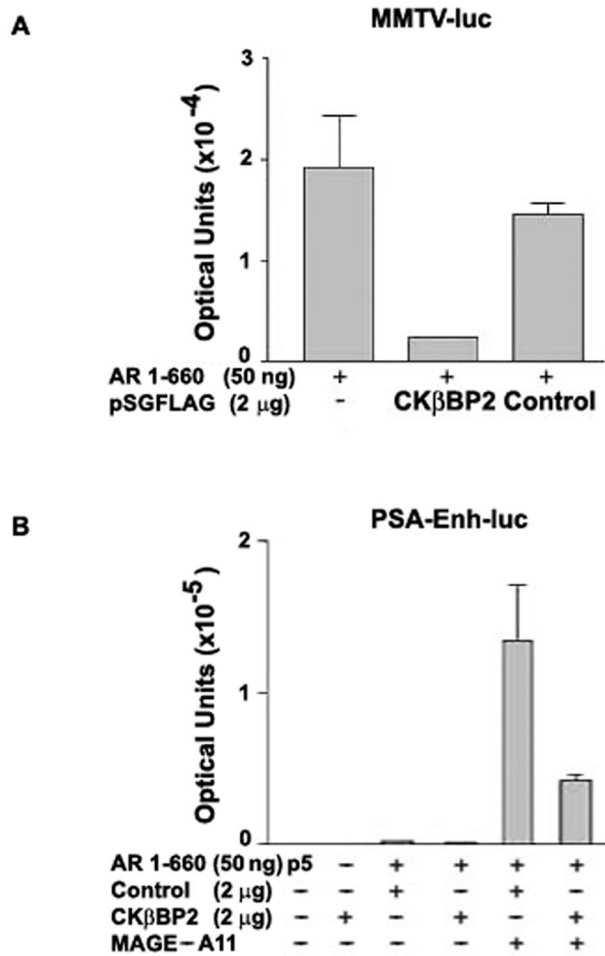 A
MMTV-luc
Optical Units (x10-4)
3
2
1
0
AR 1-660 (50 ng) + + +
pSGFLAG (2 μg) - CKβBP2 Control
B
PSA-Enh-luc
Optical Units (x10-5)
2
1
0
AR 1-660 (50 ng) p5 - + + + +
Control (2 μg) - - + - + -
CKβBP2 (2 μg) - + - + - +
MAGE-A11 - - - - + +